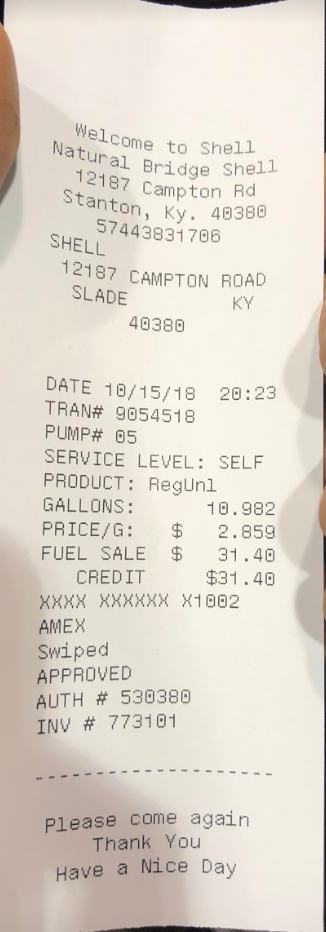 Welcome to Shell
Natural Bridge Shell
12187 Campton Rd
Stanton, Ky. 40380
57443831706
SHELL
12187 CAMPTON ROAD
SLADE KY
40380
DATE 10/15/18 20:23
TRAN# 9054518
PUMP# 05
SERVICE LEVEL: SELF
PRODUCT: RegUnl
GALLONS: 10.982
PRICE/G: $ 2.859
FUEL SALE $ 31.40
CREDIT $31.40
XXXX XXXXXX X1002
AMEX
Swiped
APPROVED
AUTH # 530380
INV # 773101
--------------------
Please come again
Thank You
Have a Nice Day